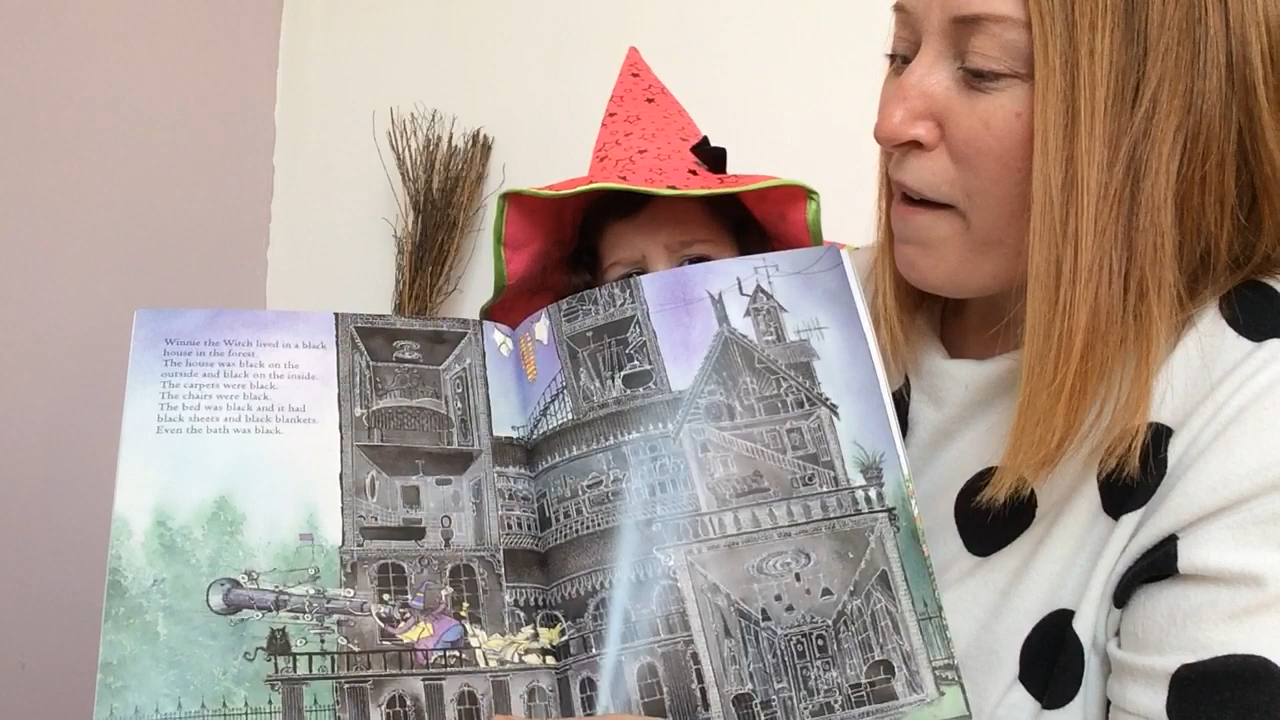 Winnie the Witch lived in a black
house in the forest.
The house was black on the
outside and black on the inside.
The carpets were black.
The chairs were black.
The bed was black and it had
black sheets and black blankets.
Even the bath was black.